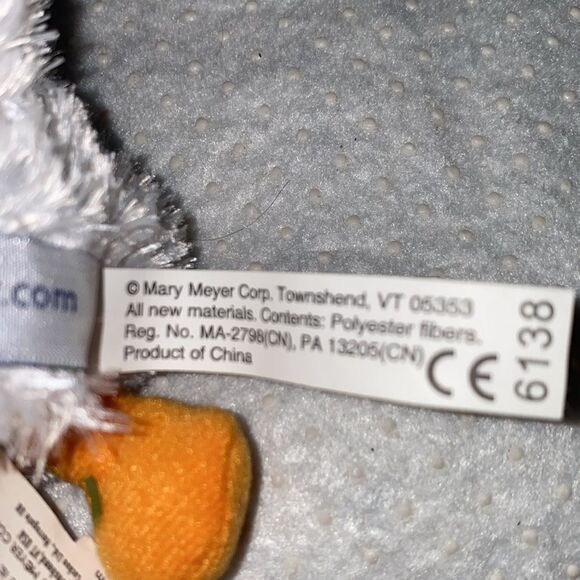 .com
© Mary Meyer Corp. Townshend, VT 05353
All new materials. Contents: Polyester fibers.
Reg. No. MA-2798(CN), PA 13205(CN)
Product of China
CE
6138